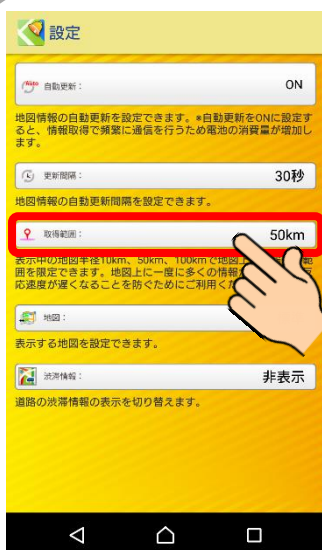 設定
自動更新： ON
地図情報の自動更新を設定できます。※自動更新をONに設定す
ると、情報取得で頻繁に通信を行うため電池の消費量が増加し
ます。
更新間隔： 30秒
地図情報の自動更新間隔を設定できます。
取得範囲： 50km
表示中の地図半径10km、50km、100kmで地図上
囲を限定できます。地図上に一度に多くの情報
応速度が遅くなることを防ぐためにご利用くだ
地図：
表示する地図を設定できます。
渋滞情報： 非表示
道路の渋滞情報の表示を切り替えます。